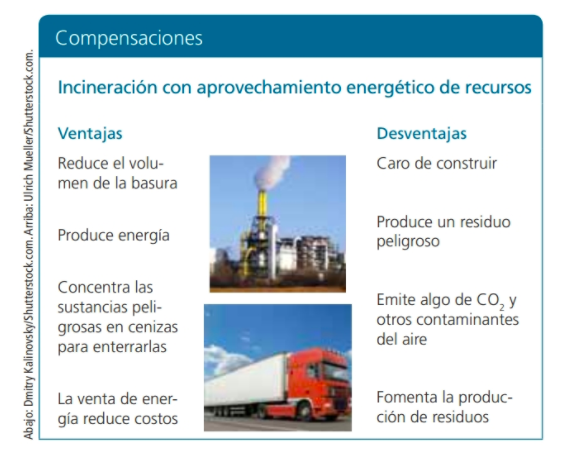 Compensaciones
Incineración con aprovechamiento energético de recursos
Ventajas
Reduce el volu-
men de la basura
Produce energía
Concentra las
sustancias peli-
grosas en cenizas
para enterrarlas
La venta de ener-
gía reduce costos
Desventajas
Caro de construir
Produce un residuo
peligroso
Emite algo de CO₂ y
otros contaminantes
del aire
Fomenta la produc-
ción de residuos
Abajo: Dmitry Kalinovsky/Shutterstock.com. Arriba: Ulrich Mueller/Shutterstock.com.